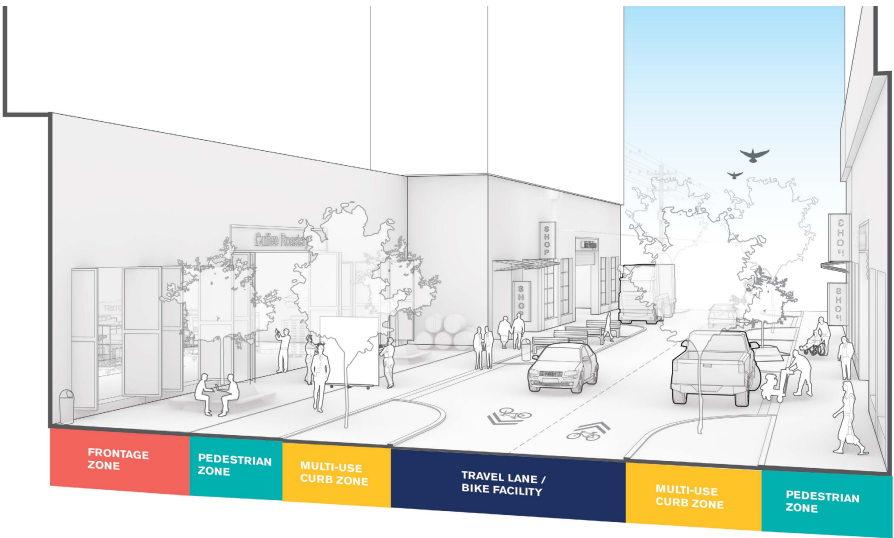 Coffee Roaster
SHOP
SHOP
SHOP
SHOP
FRONTAGE
ZONE
PEDESTRIAN
ZONE
MULTI-USE
CURB ZONE
TRAVEL LANE /
BIKE FACILITY
MULTI-USE
CURB ZONE
PEDESTRIAN
ZONE